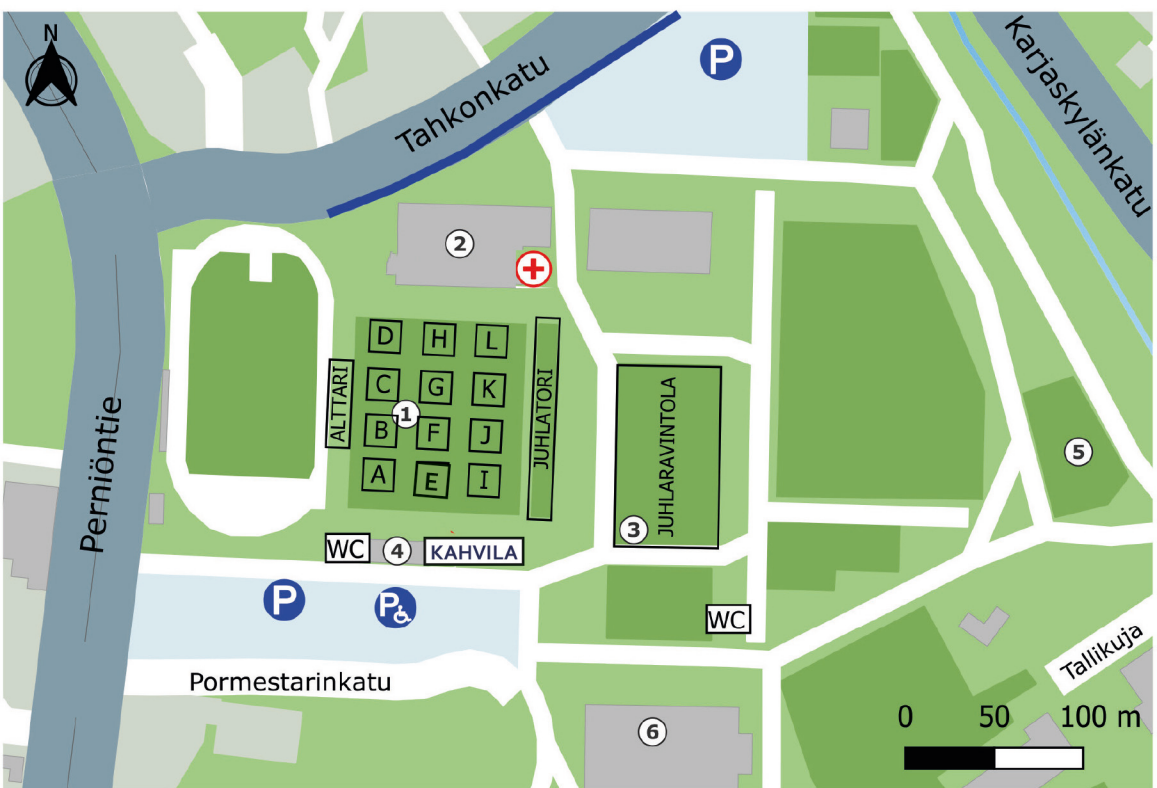 N
Tahkonkatu
P
Karjaskylänkatu
2
D H L
C G K
1
B F J
A E I
ALTTARI
JUHLATORI
JUHLARAVINTOLA
3
5
Perniöntie
WC
4
KAHVILA
P
P
WC
Pormestarinkatu
Tallikuja
6
0 50 100 m